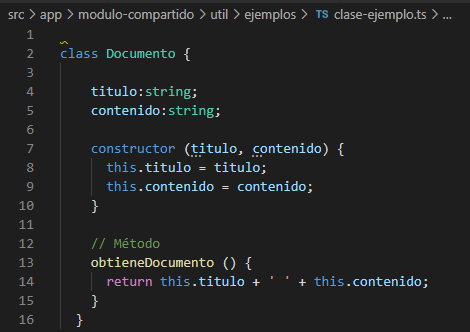 src > app > modulo-compartido > util > ejemplos > TS clase-ejemplo.ts > ...
1
2 class Documento {
3
4 titulo:string;
5 contenido:string;
6
7 constructor (titulo, contenido) {
8 this.titulo = titulo;
9 this.contenido = contenido;
10 }
11
12 // Método
13 obtieneDocumento () {
14 return this.titulo + ' ' + this.contenido;
15 }
16 }